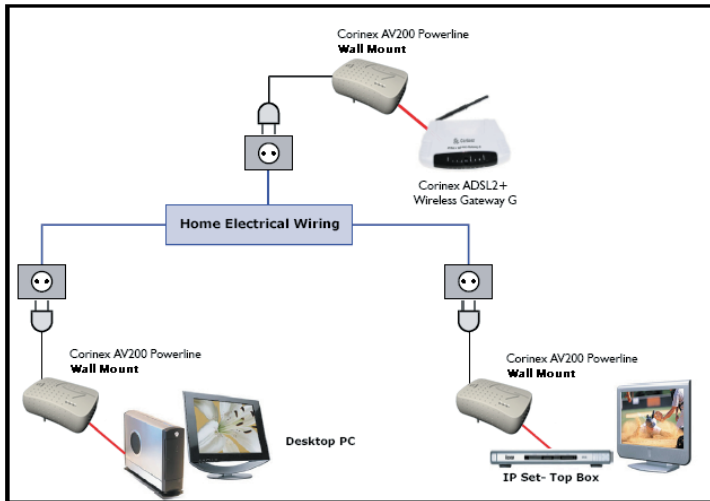 Corinex AV200 Powerline
Wall Mount
Corinex ADSL2+
Wireless Gateway G
Home Electrical Wiring
Corinex AV200 Powerline
Wall Mount
Desktop PC
Corinex AV200 Powerline
Wall Mount
IP Set- Top Box